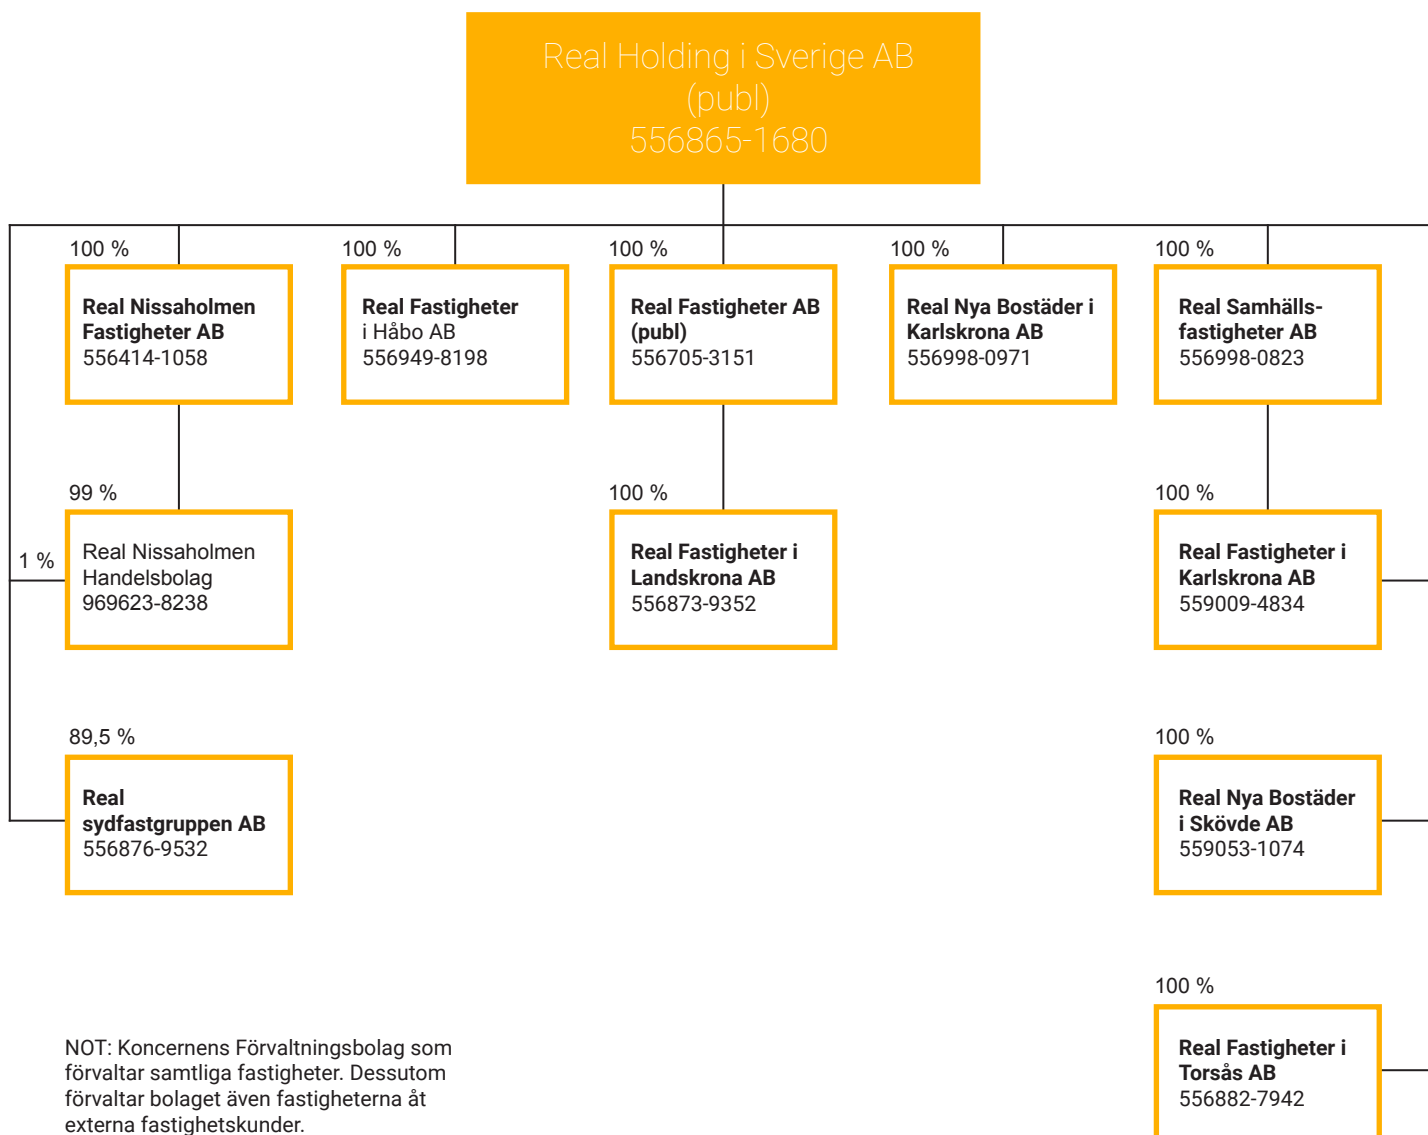 Real Holding i Sverige AB
(publ)
556865-1680
100 %
Real Nissaholmen
Fastigheter AB
556414-1058
100 %
Real Fastigheter
i Håbo AB
556949-8198
100 %
Real Fastigheter AB
(publ)
556705-3151
100 %
Real Nya Bostäder i
Karlskrona AB
556998-0971
100 %
Real Samhälls-
fastigheter AB
556998-0823
99 %
1 %
Real Nissaholmen
Handelsbolag
969623-8238
100 %
Real Fastigheter i
Landskrona AB
556873-9352
100 %
Real Fastigheter i
Karlskrona AB
559009-4834
89,5 %
Real
sydfastgruppen AB
556876-9532
100 %
Real Nya Bostäder
i Skövde AB
559053-1074
100 %
Real Fastigheter i
Torsås AB
556882-7942
NOT: Koncernens Förvaltningsbolag som
förvaltar samtliga fastigheter. Dessutom
förvaltar bolaget även fastigheterna åt
externa fastighetskunder.